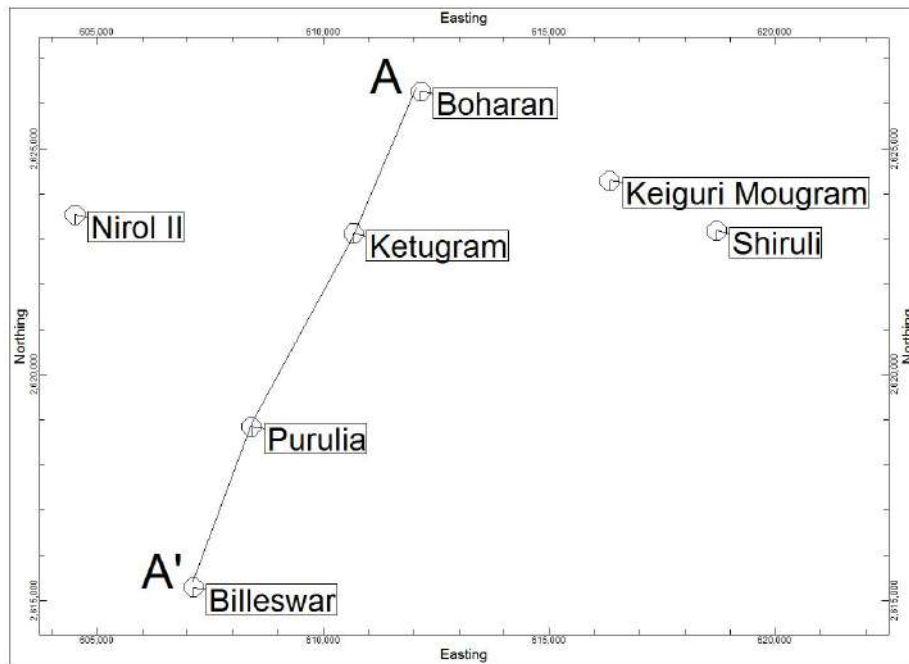 Easting
605,000 610,000 615,000 620,000
A
Boharan
2,625,000
2,625,000
Keiguri Mougram
Nirol II
Ketugram
Shiruli
Northing
Northing
2,620,000
2,620,000
Purulia
A'
Billeswar
2,615,000
2,615,000
605,000 610,000 615,000 620,000
Easting